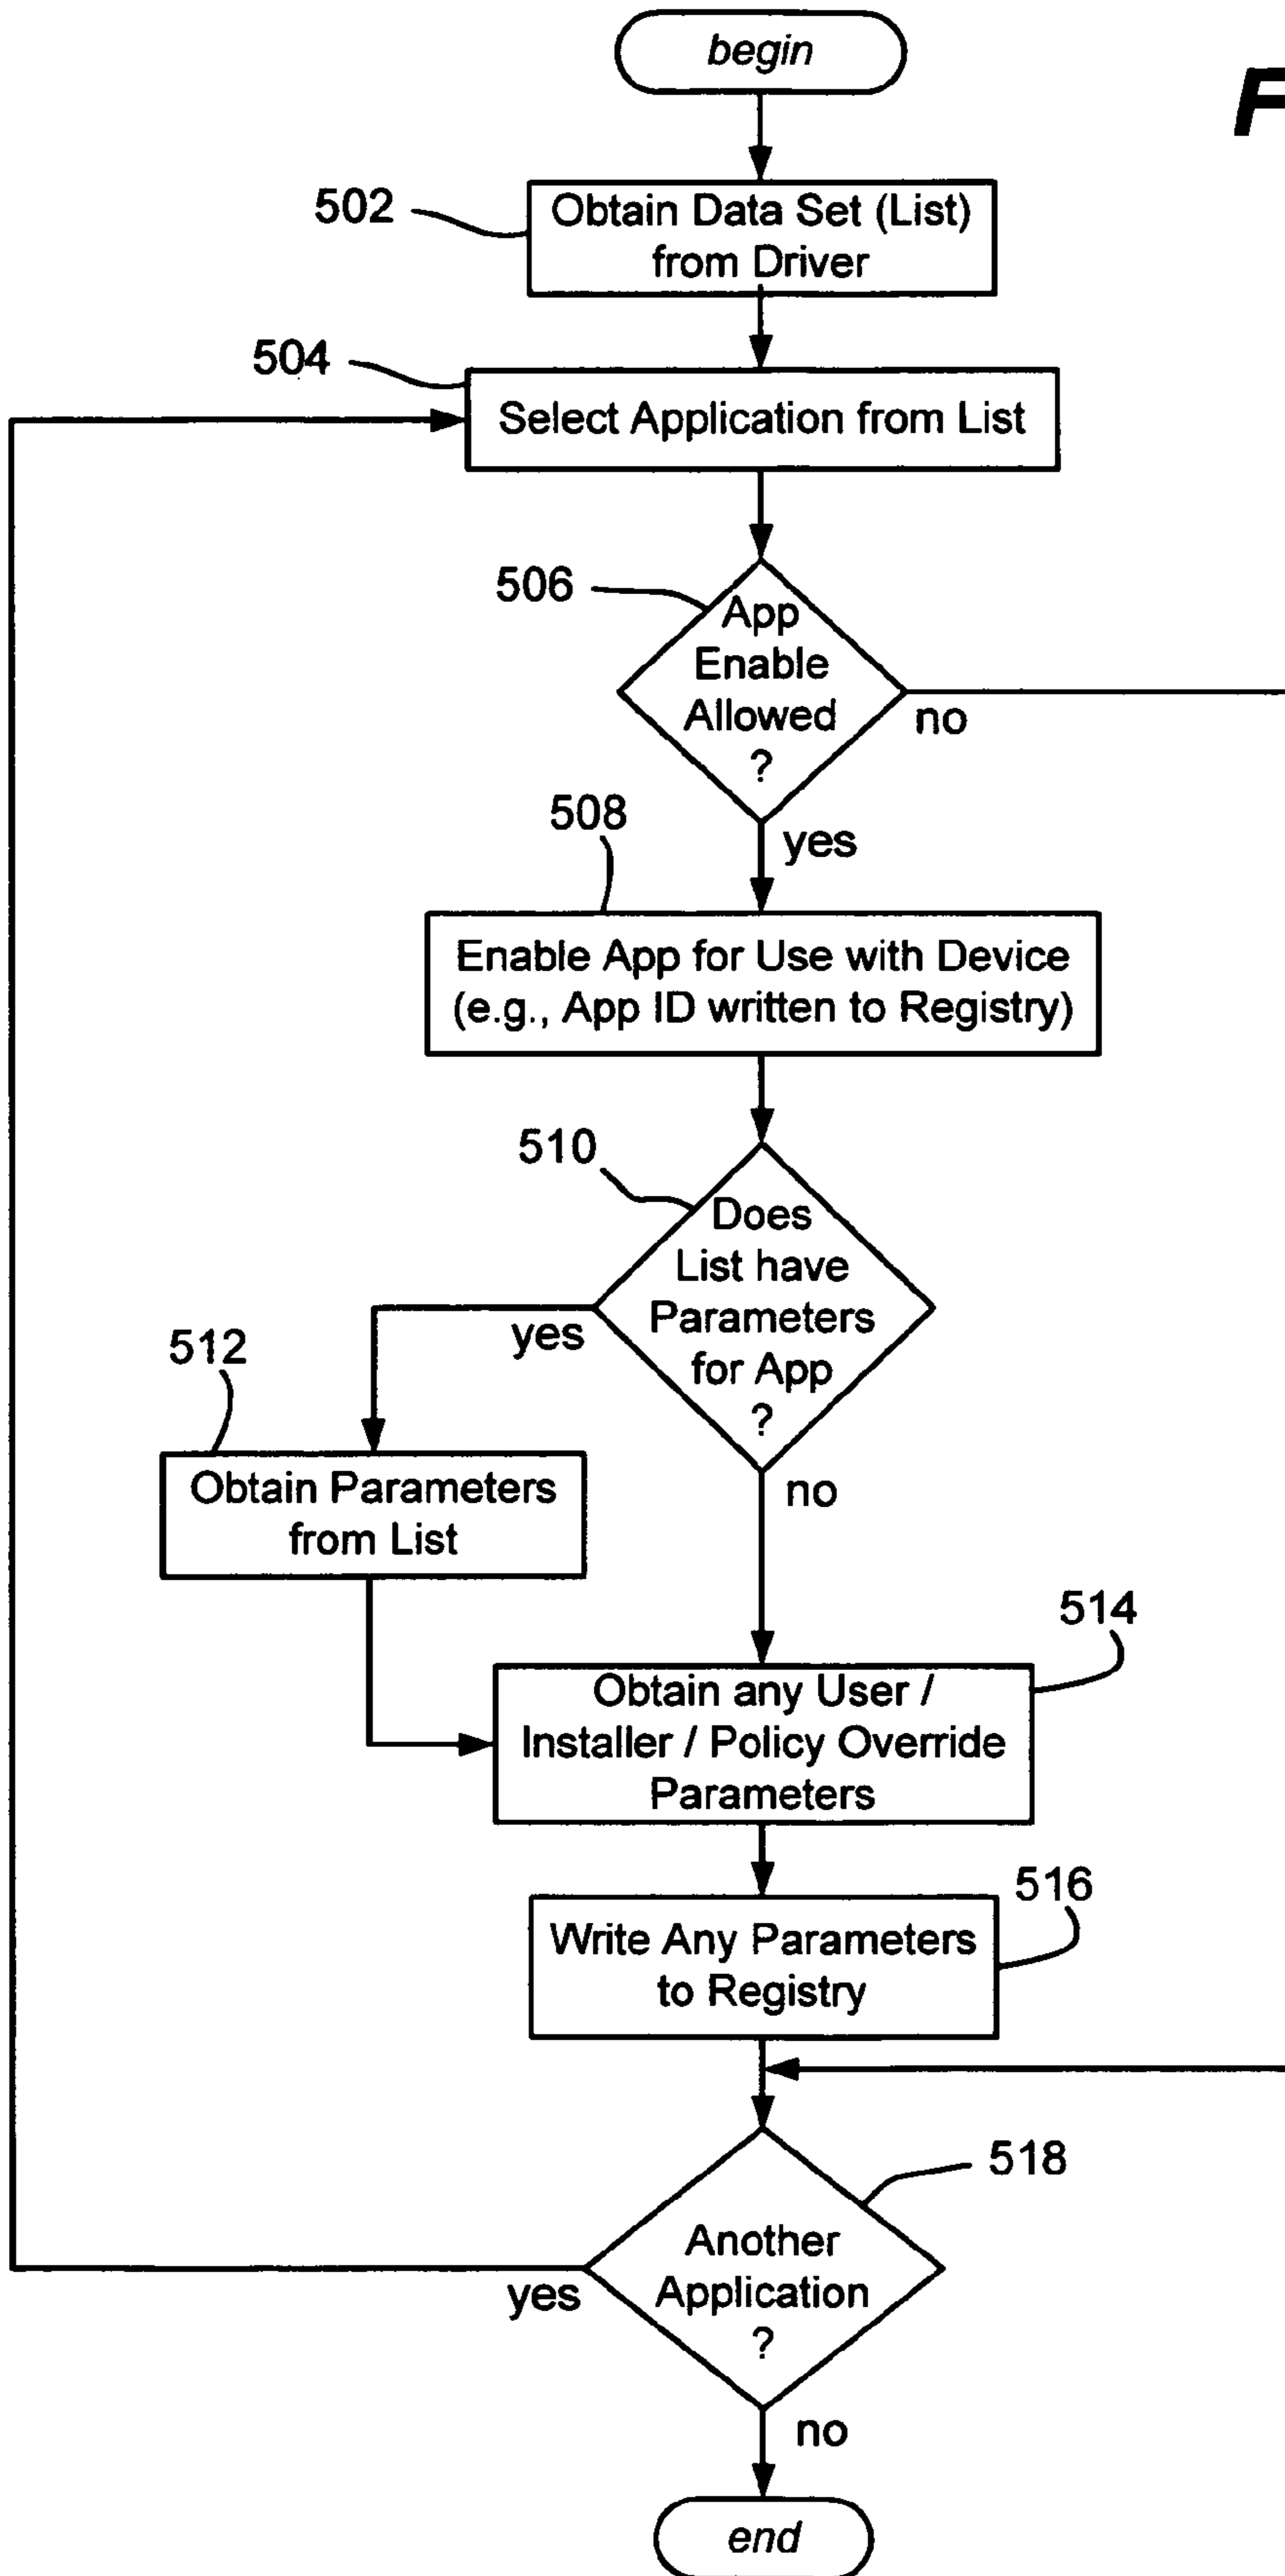 begin
F
502
Obtain Data Set (List)
from Driver
504
Select Application from List
506
App
Enable
Allowed
?
no
yes
508
Enable App for Use with Device
(e.g., App ID written to Registry)
510
Does
List have
Parameters
for App
?
yes
no
512
Obtain Parameters
from List
514
Obtain any User /
Installer / Policy Override
Parameters
516
Write Any Parameters
to Registry
518
Another
Application
?
yes
no
end